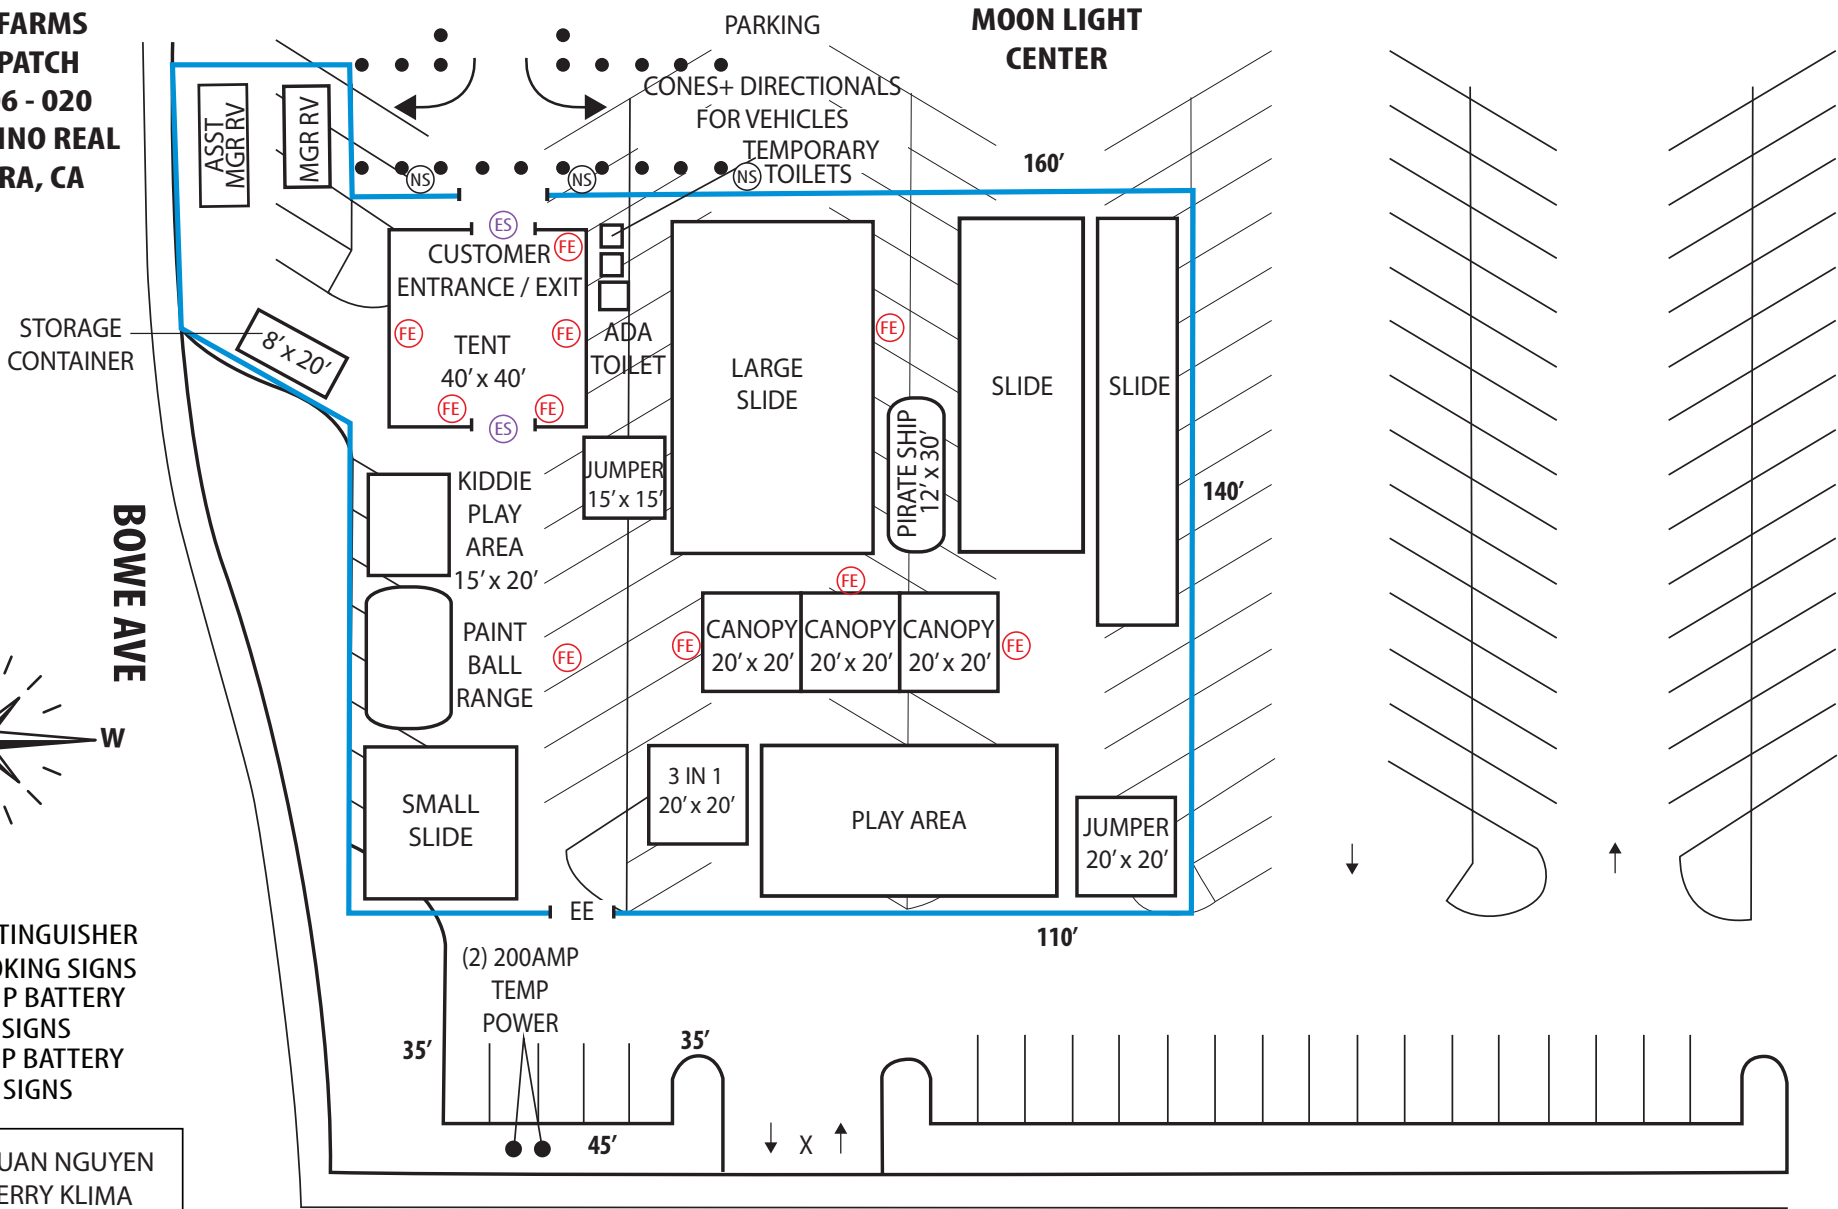 FARMS
PATCH
6 - 020
INO REAL
RA, CA
PARKING
MOON LIGHT
CENTER
CONES+ DIRECTIONALS
FOR VEHICLES
TEMPORARY
TOILETS
NS
NS
NS
160'
ASST
MGR RV
MGR RV
ES
CUSTOMER
ENTRANCE / EXIT
FE
FE
FE
TENT
40' x 40'
FE
FE
ES
ADA
TOILET
STORAGE
CONTAINER
8' x 20'
LARGE
SLIDE
FE
SLIDE
SLIDE
PIRATE SHIP
12' x 30'
140'
JUMPER
15' x 15'
KIDDIE
PLAY
AREA
15' x 20'
BOWE AVE
PAINT
BALL
RANGE
FE
FE
FE
CANOPY
20' x 20'
CANOPY
20' x 20'
CANOPY
20' x 20'
FE
W
SMALL
SLIDE
3 IN 1
20' x 20'
PLAY AREA
JUMPER
20' x 20'
EE
110'
TINGUISHER
OKING SIGNS
P BATTERY
SIGNS
P BATTERY
SIGNS
(2) 200AMP
TEMP
POWER
35'
35'
45'
X
UAN NGUYEN
ERRY KLIMA